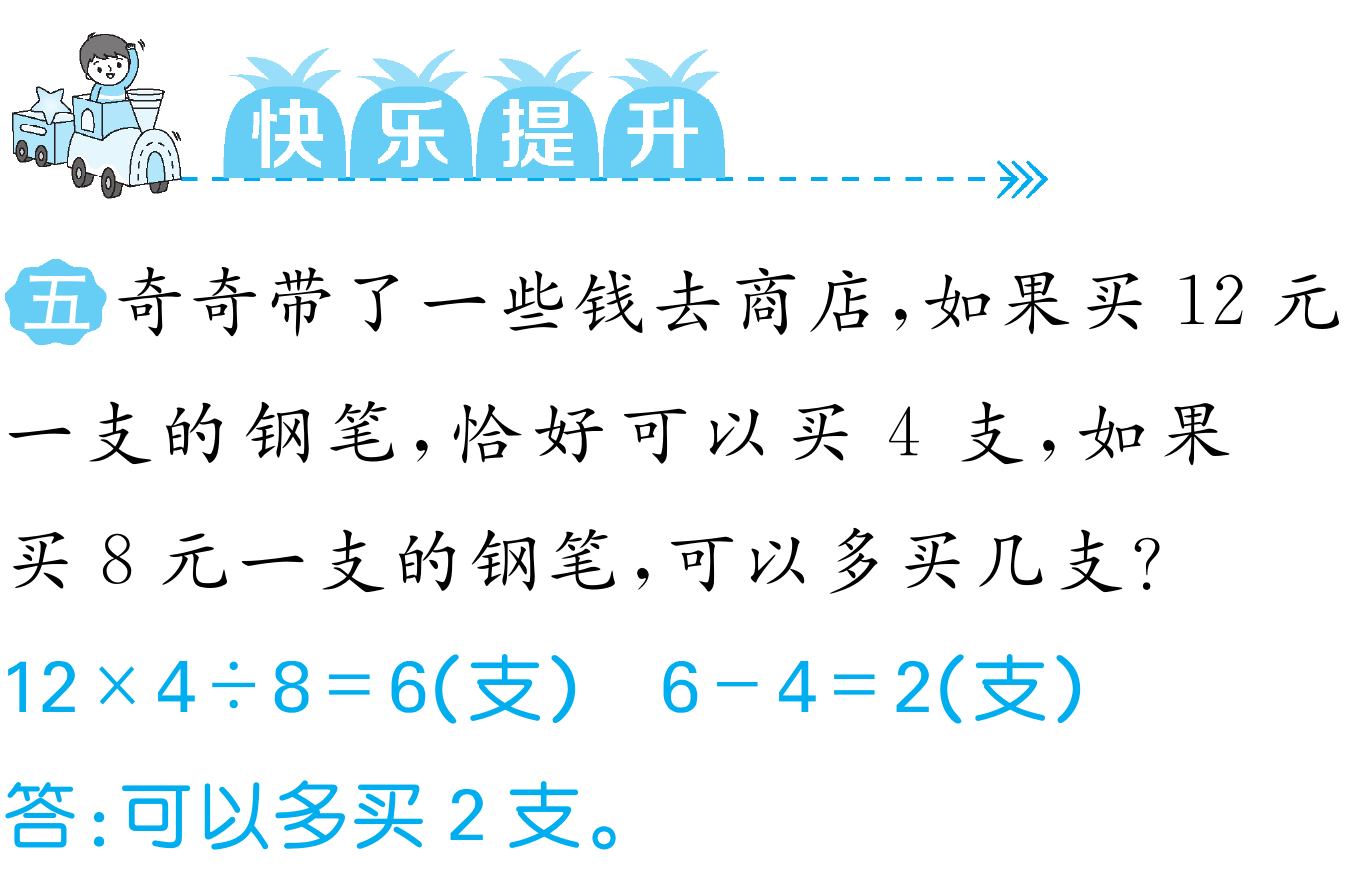 快乐提升
五 奇奇带了一些钱去商店,如果买 12 元
一支的钢笔,恰好可以买 4 支,如果
买 8 元一支的钢笔,可以多买几支?
12×4÷8=6(支) 6-4=2(支)
答:可以多买 2 支。